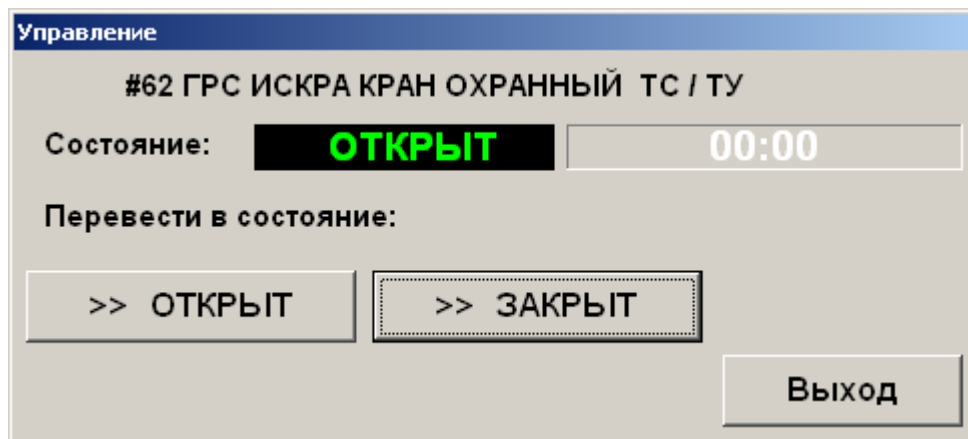 Управление
#62 ГРС ИСКРА КРАН ОХРАННЫЙ ТС / ТУ
Состояние: ОТКРЫТ 00:00
Перевести в состояние:
>> ОТКРЫТ >> ЗАКРЫТ
Выход